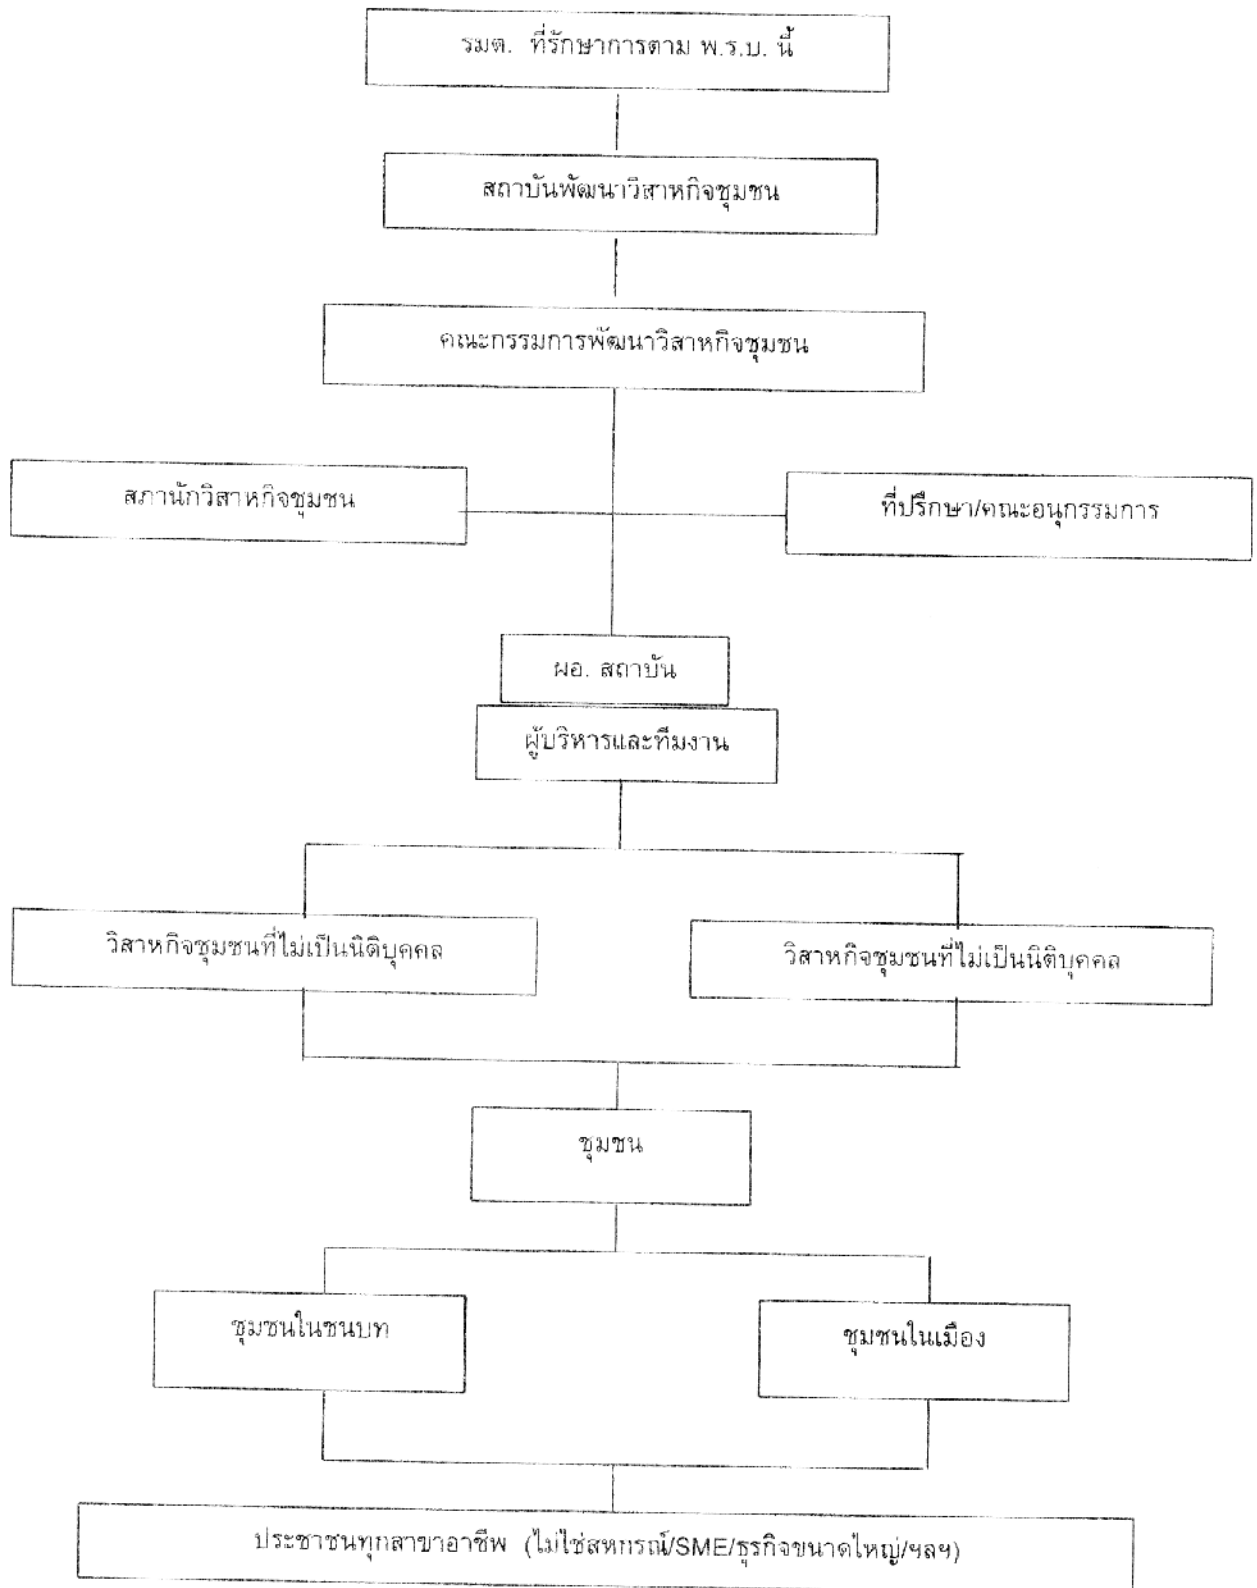 รมต. ที่รักษาการตาม พ.ร.บ. นี้
สถาบันพัฒนาวิสาหกิจชุมชน
คณะกรรมการพัฒนาวิสาหกิจชุมชน
สภานักวิสาหกิจชุมชน
ที่ปรึกษา/คณะอนุกรรมการ
ผอ. สถาบัน
ผู้บริหารและทีมงาน
วิสาหกิจชุมชนที่ไม่เป็นนิติบุคคล
วิสาหกิจชุมชนที่ไม่เป็นนิติบุคคล
ชุมชน
ชุมชนในชนบท
ชุมชนในเมือง
ประชาชนทุกสาขาอาชีพ (ไม่ใช่สหกรณ์/SME/ธุรกิจขนาดใหญ่/ฯลฯ)